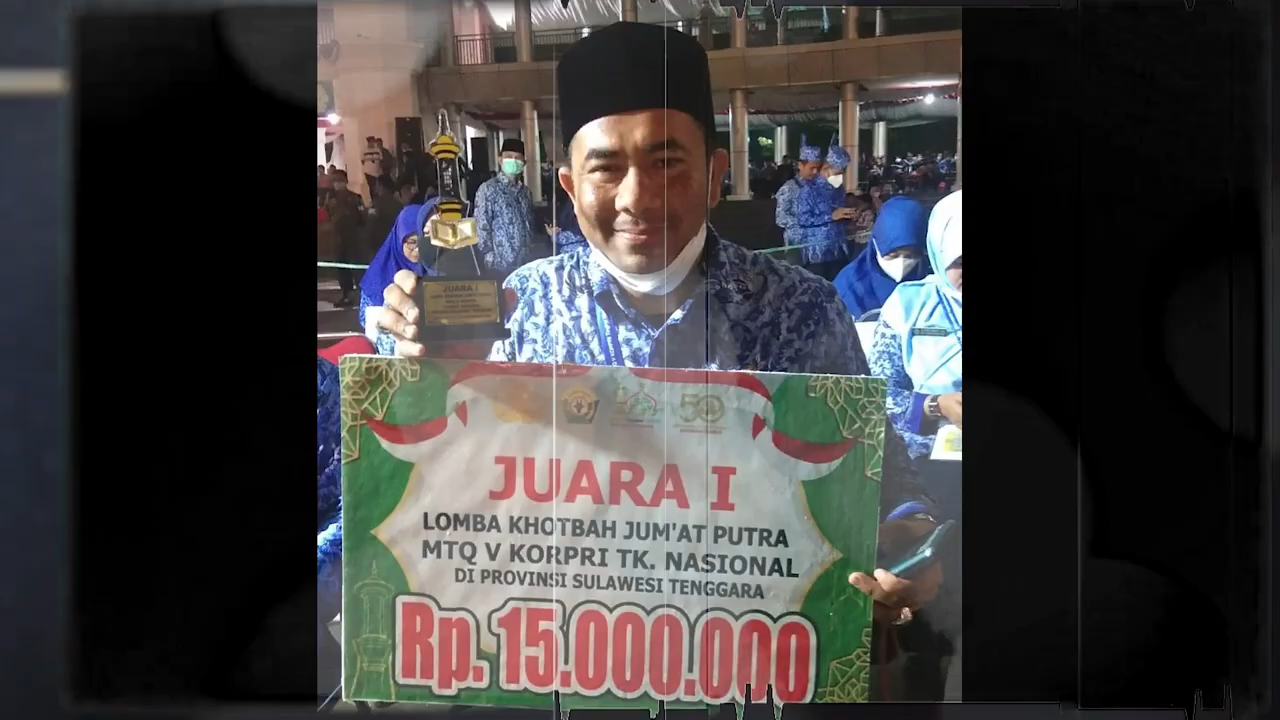 JUARA I
JUARA I
LOMBA KHOTBAH JUM'AT PUTRA
MTQ V KORPRI TK. NASIONAL
DI PROVINSI SULAWESI TENGGARA
Rp. 15.000.000